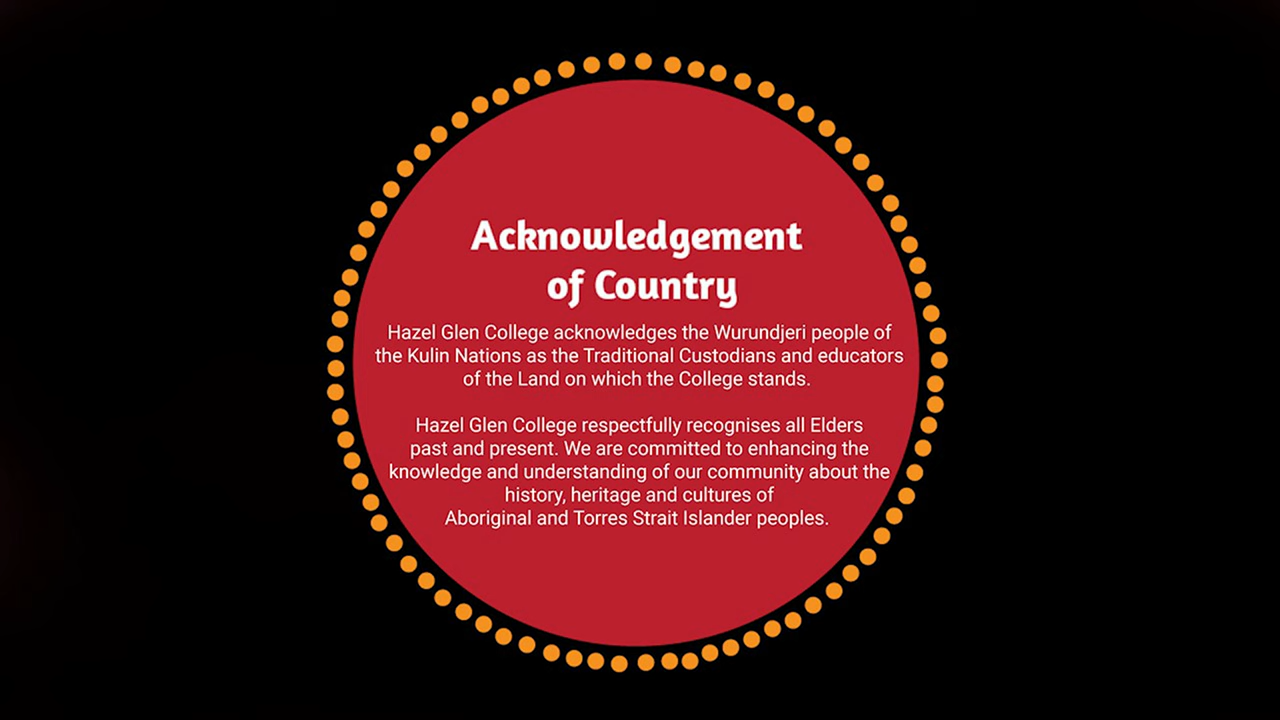 Acknowledgement
of Country
Hazel Glen College acknowledges the Wurundjeri people of
the Kulin Nations as the Traditional Custodians and educators
of the Land on which the College stands.
Hazel Glen College respectfully recognises all Elders
past and present. We are committed to enhancing the
knowledge and understanding of our community about the
history, heritage and cultures of
Aboriginal and Torres Strait Islander peoples.